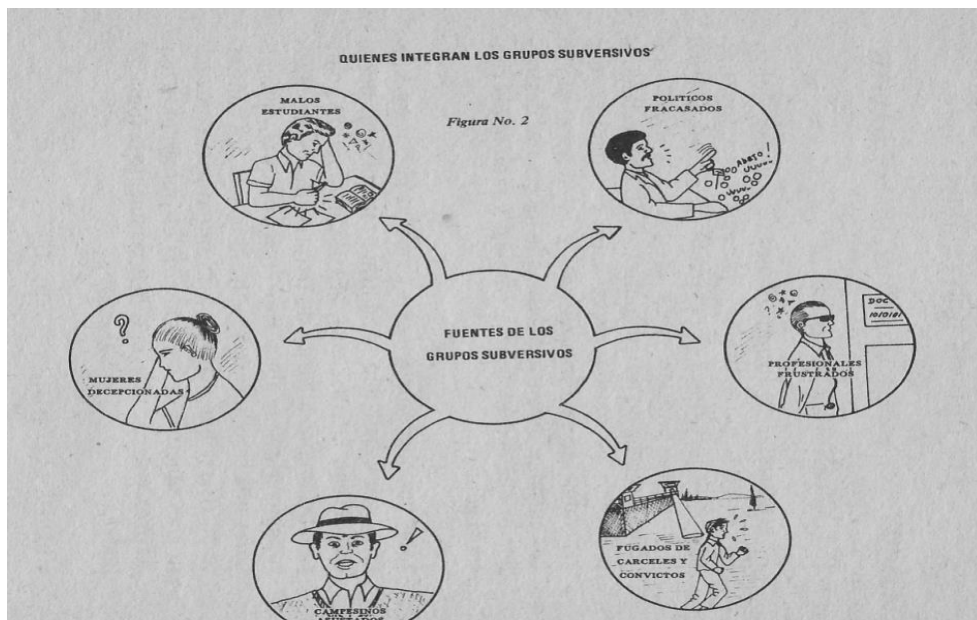 QUIENES INTEGRAN LOS GRUPOS SUBVERSIVOS
Figura No. 2
MALOS
ESTUDIANTES
POLITICOS
FRACASADOS
Abajo!
FUENTES DE LOS
GRUPOS SUBVERSIVOS
MUJERES
DECEPCIONADAS
DOC
PROFESIONALES
FRUSTRADOS
CAMPESINOS
FUGADOS DE
CARCELES Y
CONVICTOS